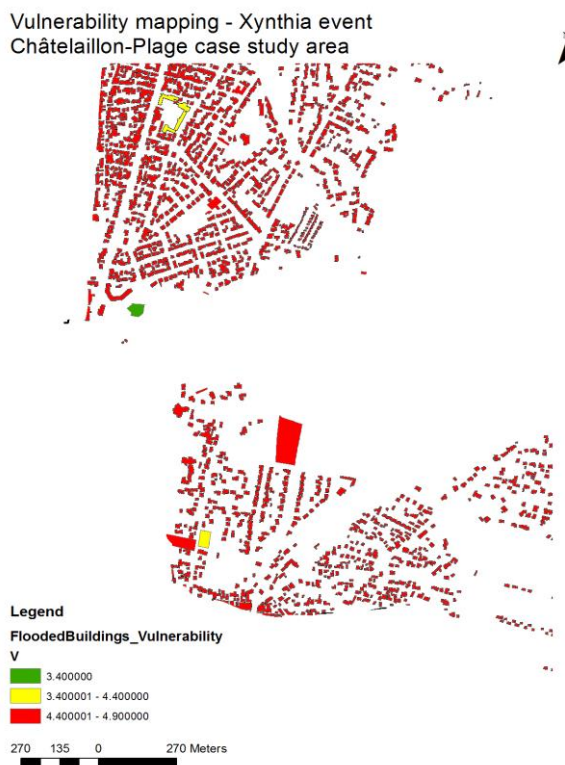 Vulnerability mapping - Xynthia event
Châtelaillon-Plage case study area
Legend
FloodedBuildings_Vulnerability
V
3.400000
3.400001 - 4.400000
4.400001 - 4.900000
270 135 0 270 Meters